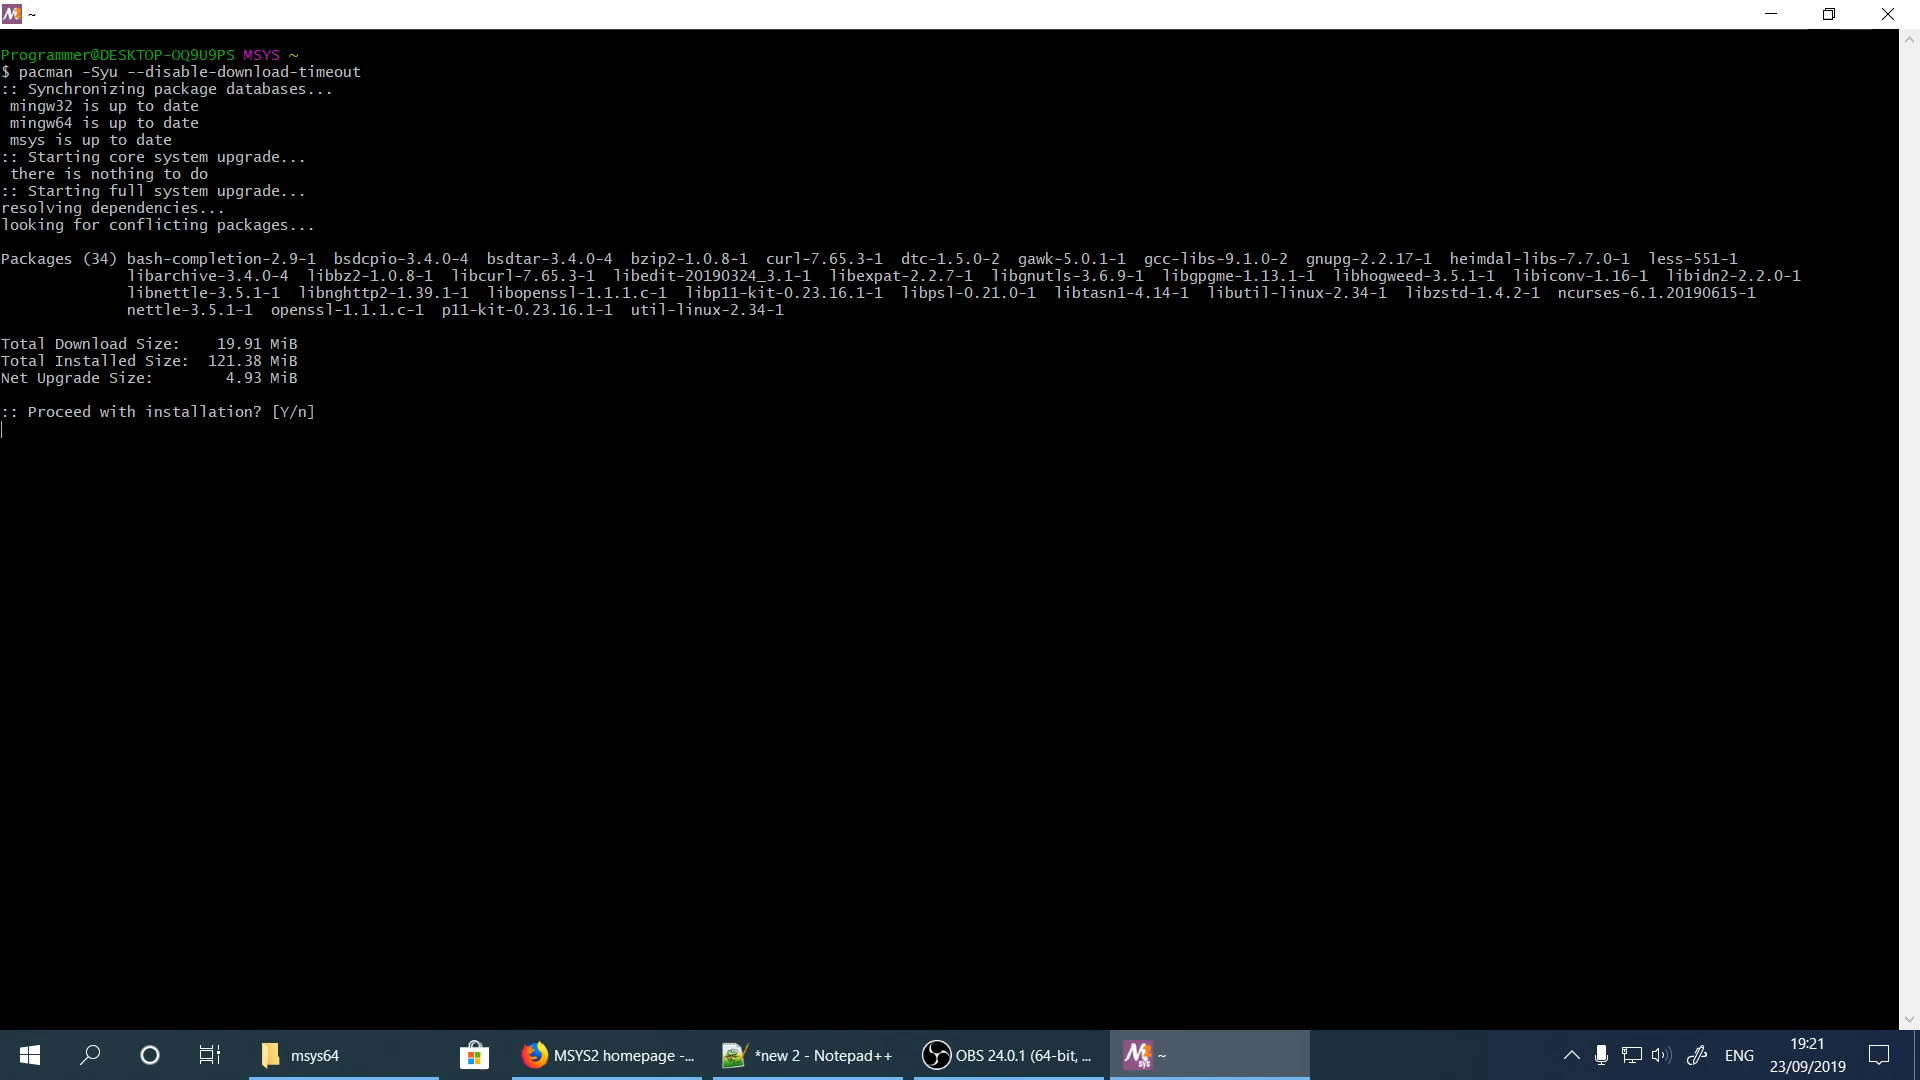 ~
Programmer@DESKTOP-OQ9U9PS MSYS ~
$ pacman -Syu --disable-download-timeout
:: Synchronizing package databases...
mingw32 is up to date
mingw64 is up to date
msys is up to date
:: Starting core system upgrade...
there is nothing to do
:: Starting full system upgrade...
resolving dependencies...
looking for conflicting packages...
Packages (34) bash-completion-2.9-1 bsdcpio-3.4.0-4 bsdtar-3.4.0-4 bzip2-1.0.8-1 curl-7.65.3-1 dtc-1.5.0-2 gawk-5.0.1-1 gcc-libs-9.1.0-2 gnupg-2.2.17-1 heimdal-libs-7.7.0-1 less-551-1
libarchive-3.4.0-4 libbz2-1.0.8-1 libcurl-7.65.3-1 libedit-20190324_3.1-1 libexpat-2.2.7-1 libgnutls-3.6.9-1 libgpgme-1.13.1-1 libhogweed-3.5.1-1 libiconv-1.16-1 libidn2-2.2.0-1
libnettle-3.5.1-1 libnghttp2-1.39.1-1 libopenssl-1.1.1.c-1 libp11-kit-0.23.16.1-1 libpsl-0.21.0-1 libtasn1-4.14-1 libutil-linux-2.34-1 libzstd-1.4.2-1 ncurses-6.1.20190615-1
nettle-3.5.1-1 openssl-1.1.1.c-1 p11-kit-0.23.16.1-1 util-linux-2.34-1
Total Download Size: 19.91 MiB
Total Installed Size: 121.38 MiB
Net Upgrade Size: 4.93 MiB
:: Proceed with installation? [Y/n]
msys64 MSYS2 homepage -... *new 2 - Notepad++ OBS 24.0.1 (64-bit, ... ~ ENG 19:21
23/09/2019